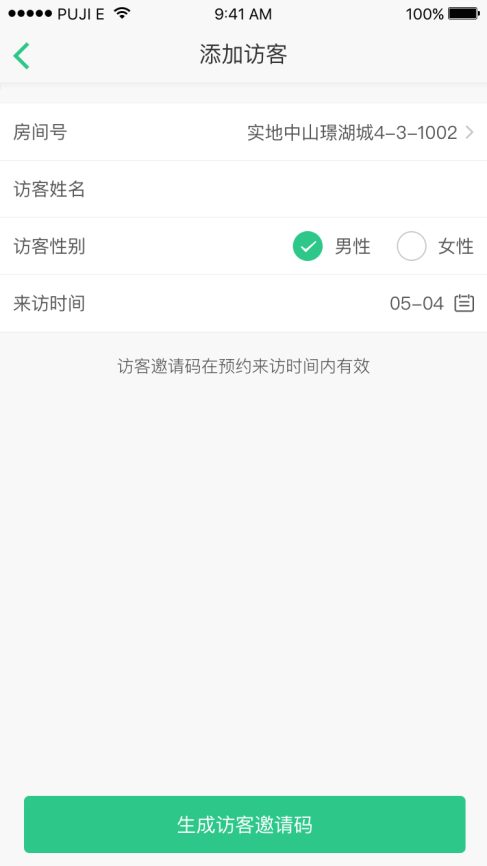 PUJI E 9:41 AM 100%
添加访客
房间号 实地中山璟湖城4-3-1002
访客姓名
访客性别 男性 女性
来访时间 05-04
访客邀请码在预约来访时间内有效
生成访客邀请码